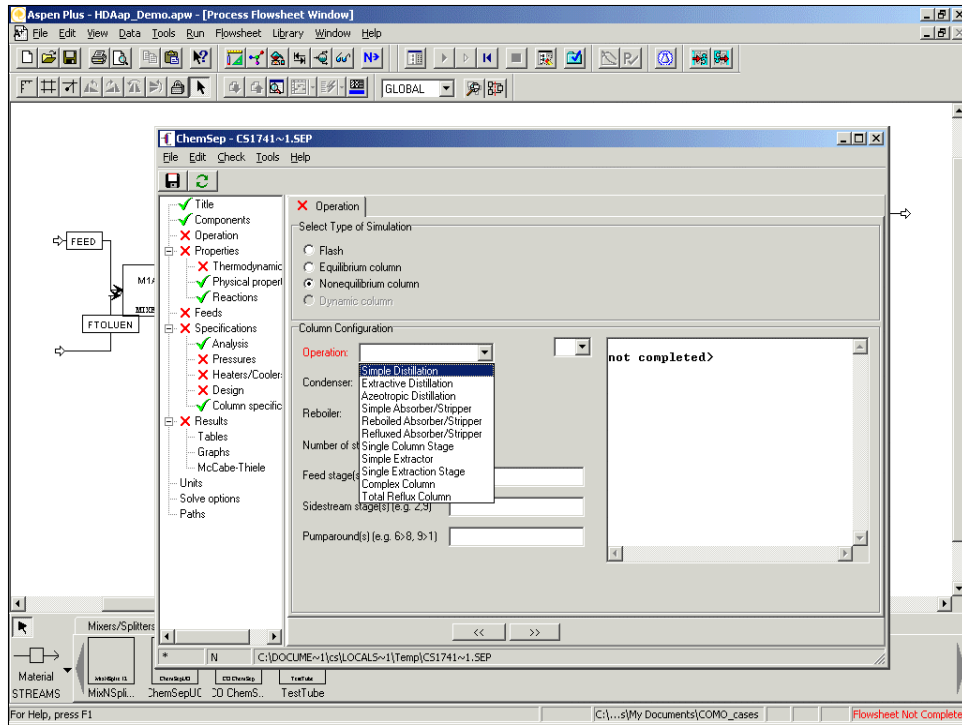 Aspen Plus - HDAap_Demo.apw - [Process Flowsheet Window]
File Edit View Data Tools Run Flowsheet Library Window Help
N>
GLOBAL
ChemSep - CS1741~1.SEP
File Edit Check Tools Help
Title
Components
Operation
Properties
Thermodynamic
Physical propert
Reactions
Feeds
Specifications
Analysis
Pressures
Heaters/Cooler:
Design
Column specific
Results
Tables
Graphs
McCabe-Thiele
Units
Solve options
Paths
Operation
Select Type of Simulation
Flash
Equilibrium column
Nonequilibrium column
Dynamic column
Column Configuration
Operation:
Condenser:
Reboiler:
Number of st
Feed stage(s
Sidestream stage(s) (e.g. 2,9)
Pumparound(s) (e.g. 6>8, 9>1)
Simple Distillation
Extractive Distillation
Azeotropic Distillation
Simple Absorber/Stripper
Reboiled Absorber/Stripper
Refluxed Absorber/Stripper
Single Column Stage
Simple Extractor
Single Extraction Stage
Complex Column
Total Reflux Column
not completed>
<< >>
* N C:\DOCUME~1\cs\LOCALS~1\Temp\CS1741~1.SEP
FEED
M1A
MIXE
FTOLUEN
Mixers/Splitters
Material
STREAMS
MixNSpli...
ChemSepUC
CO ChemS..
TestTube
ChemSepUO
CO ChemSep
TestTube
For Help, press F1
C:\...s\My Documents\COMO_cases
Flowsheet Not Complete